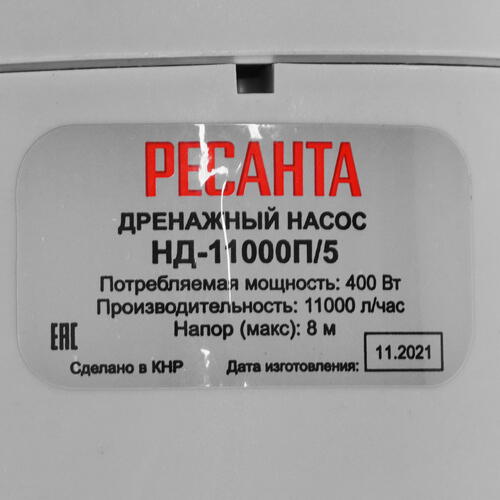 РЕСАНТА
ДРЕНАЖНЫЙ НАСОС
НД-11000П/5
Потребляемая мощность: 400 Вт
Производительность: 11000 л/час
Напор (макс): 8 м
EAC
Сделано в КНР Дата изготовления: 11.2021